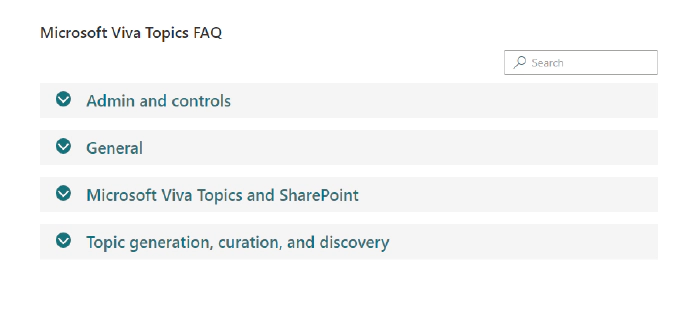 Microsoft Viva Topics FAQ
Search
Admin and controls
General
Microsoft Viva Topics and SharePoint
Topic generation, curation, and discovery